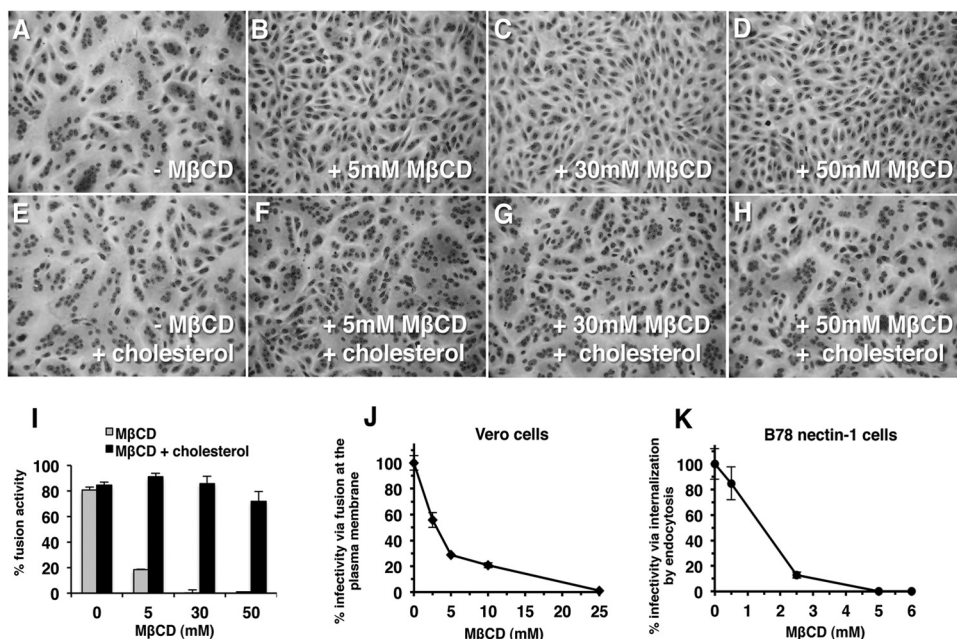 A
- MβCD
B
+ 5mM MβCD
C
+ 30mM MβCD
D
+ 50mM MβCD
E
- MβCD
+ cholesterol
F
+ 5mM MβCD
+ cholesterol
G
+ 30mM MβCD
+ cholesterol
H
+ 50mM MβCD
+ cholesterol
I
MβCD
MβCD + cholesterol
% fusion activity
100
80
60
40
20
0
0 5 30 50
MβCD (mM)
J
Vero cells
% infectivity via fusion at the
plasma membrane
100
80
60
40
20
0
0 5 10 15 20 25
MβCD (mM)
K
B78 nectin-1 cells
% infectivity via internalization
by endocytosis
100
80
60
40
20
0
0 1 2 3 4 5 6
MβCD (mM)